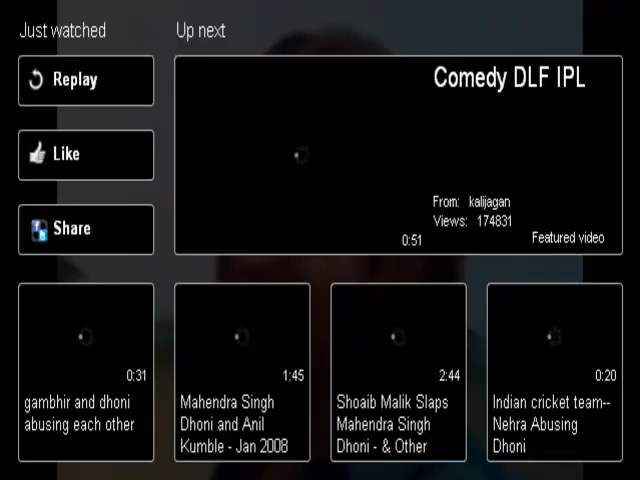 Just watched
Up next
Replay
Comedy DLF IPL
Like
From: kalijagan
Views: 174831
Share
0:51
Featured video
0:31
gambhir and dhoni
abusing each other
1:45
Mahendra Singh
Dhoni and Anil
Kumble - Jan 2008
2:44
Shoaib Malik Slaps
Mahendra Singh
Dhoni - & Other
0:20
Indian cricket team--
Nehra Abusing
Dhoni